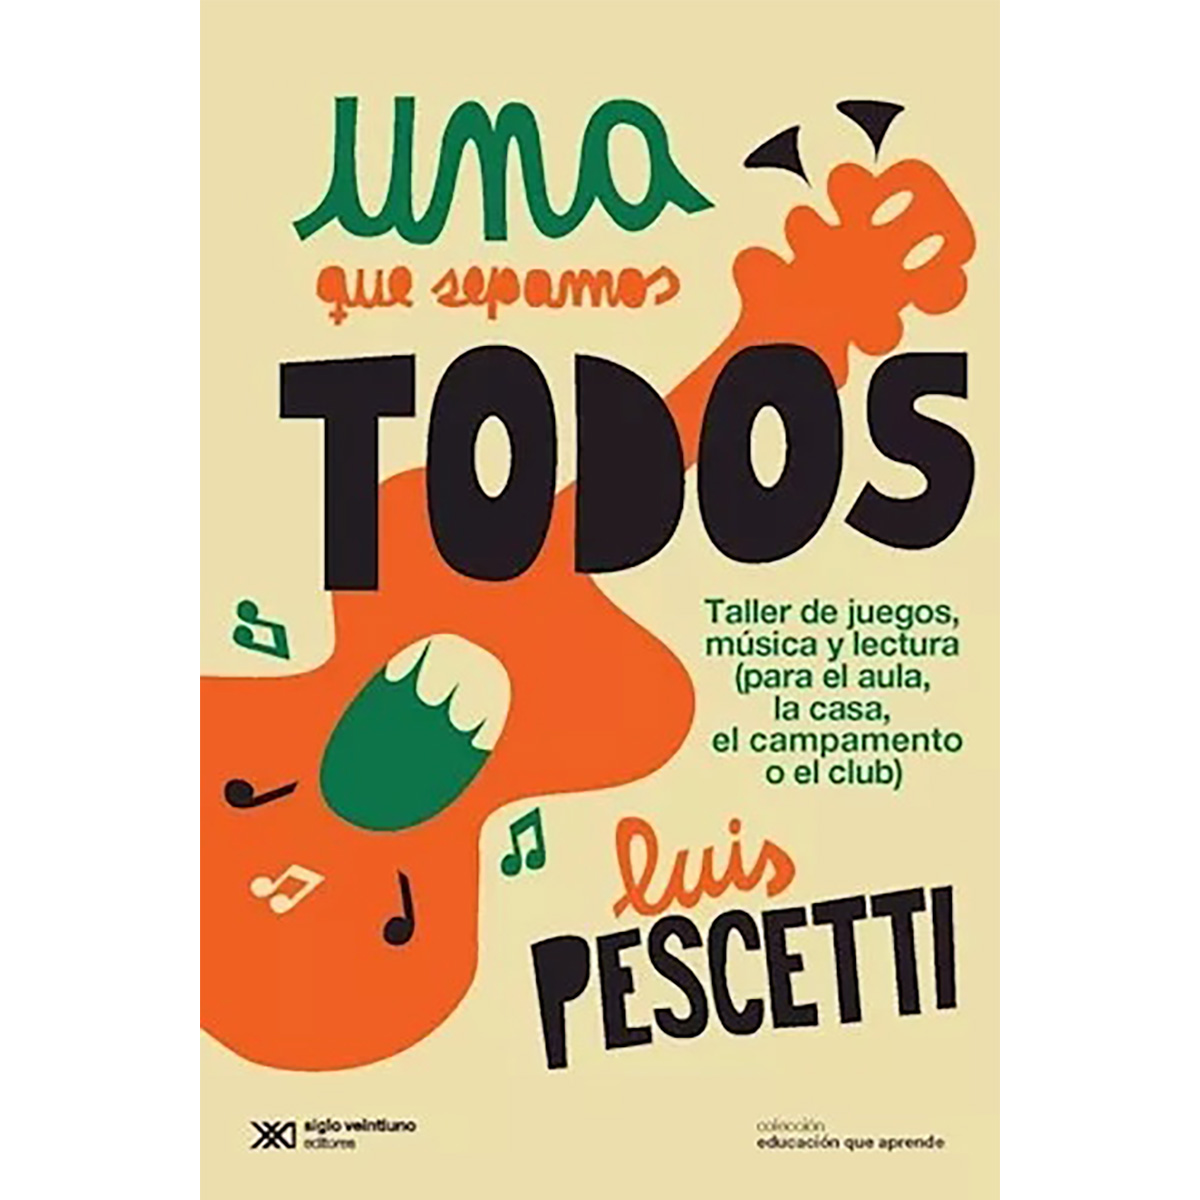 una
que sepamos
TODOS
Taller de juegos,
música y lectura
(para el aula,
la casa,
el campamento
o el club)
luis
PESCETTI
siglo veintiuno
editores
colección
educación que aprende